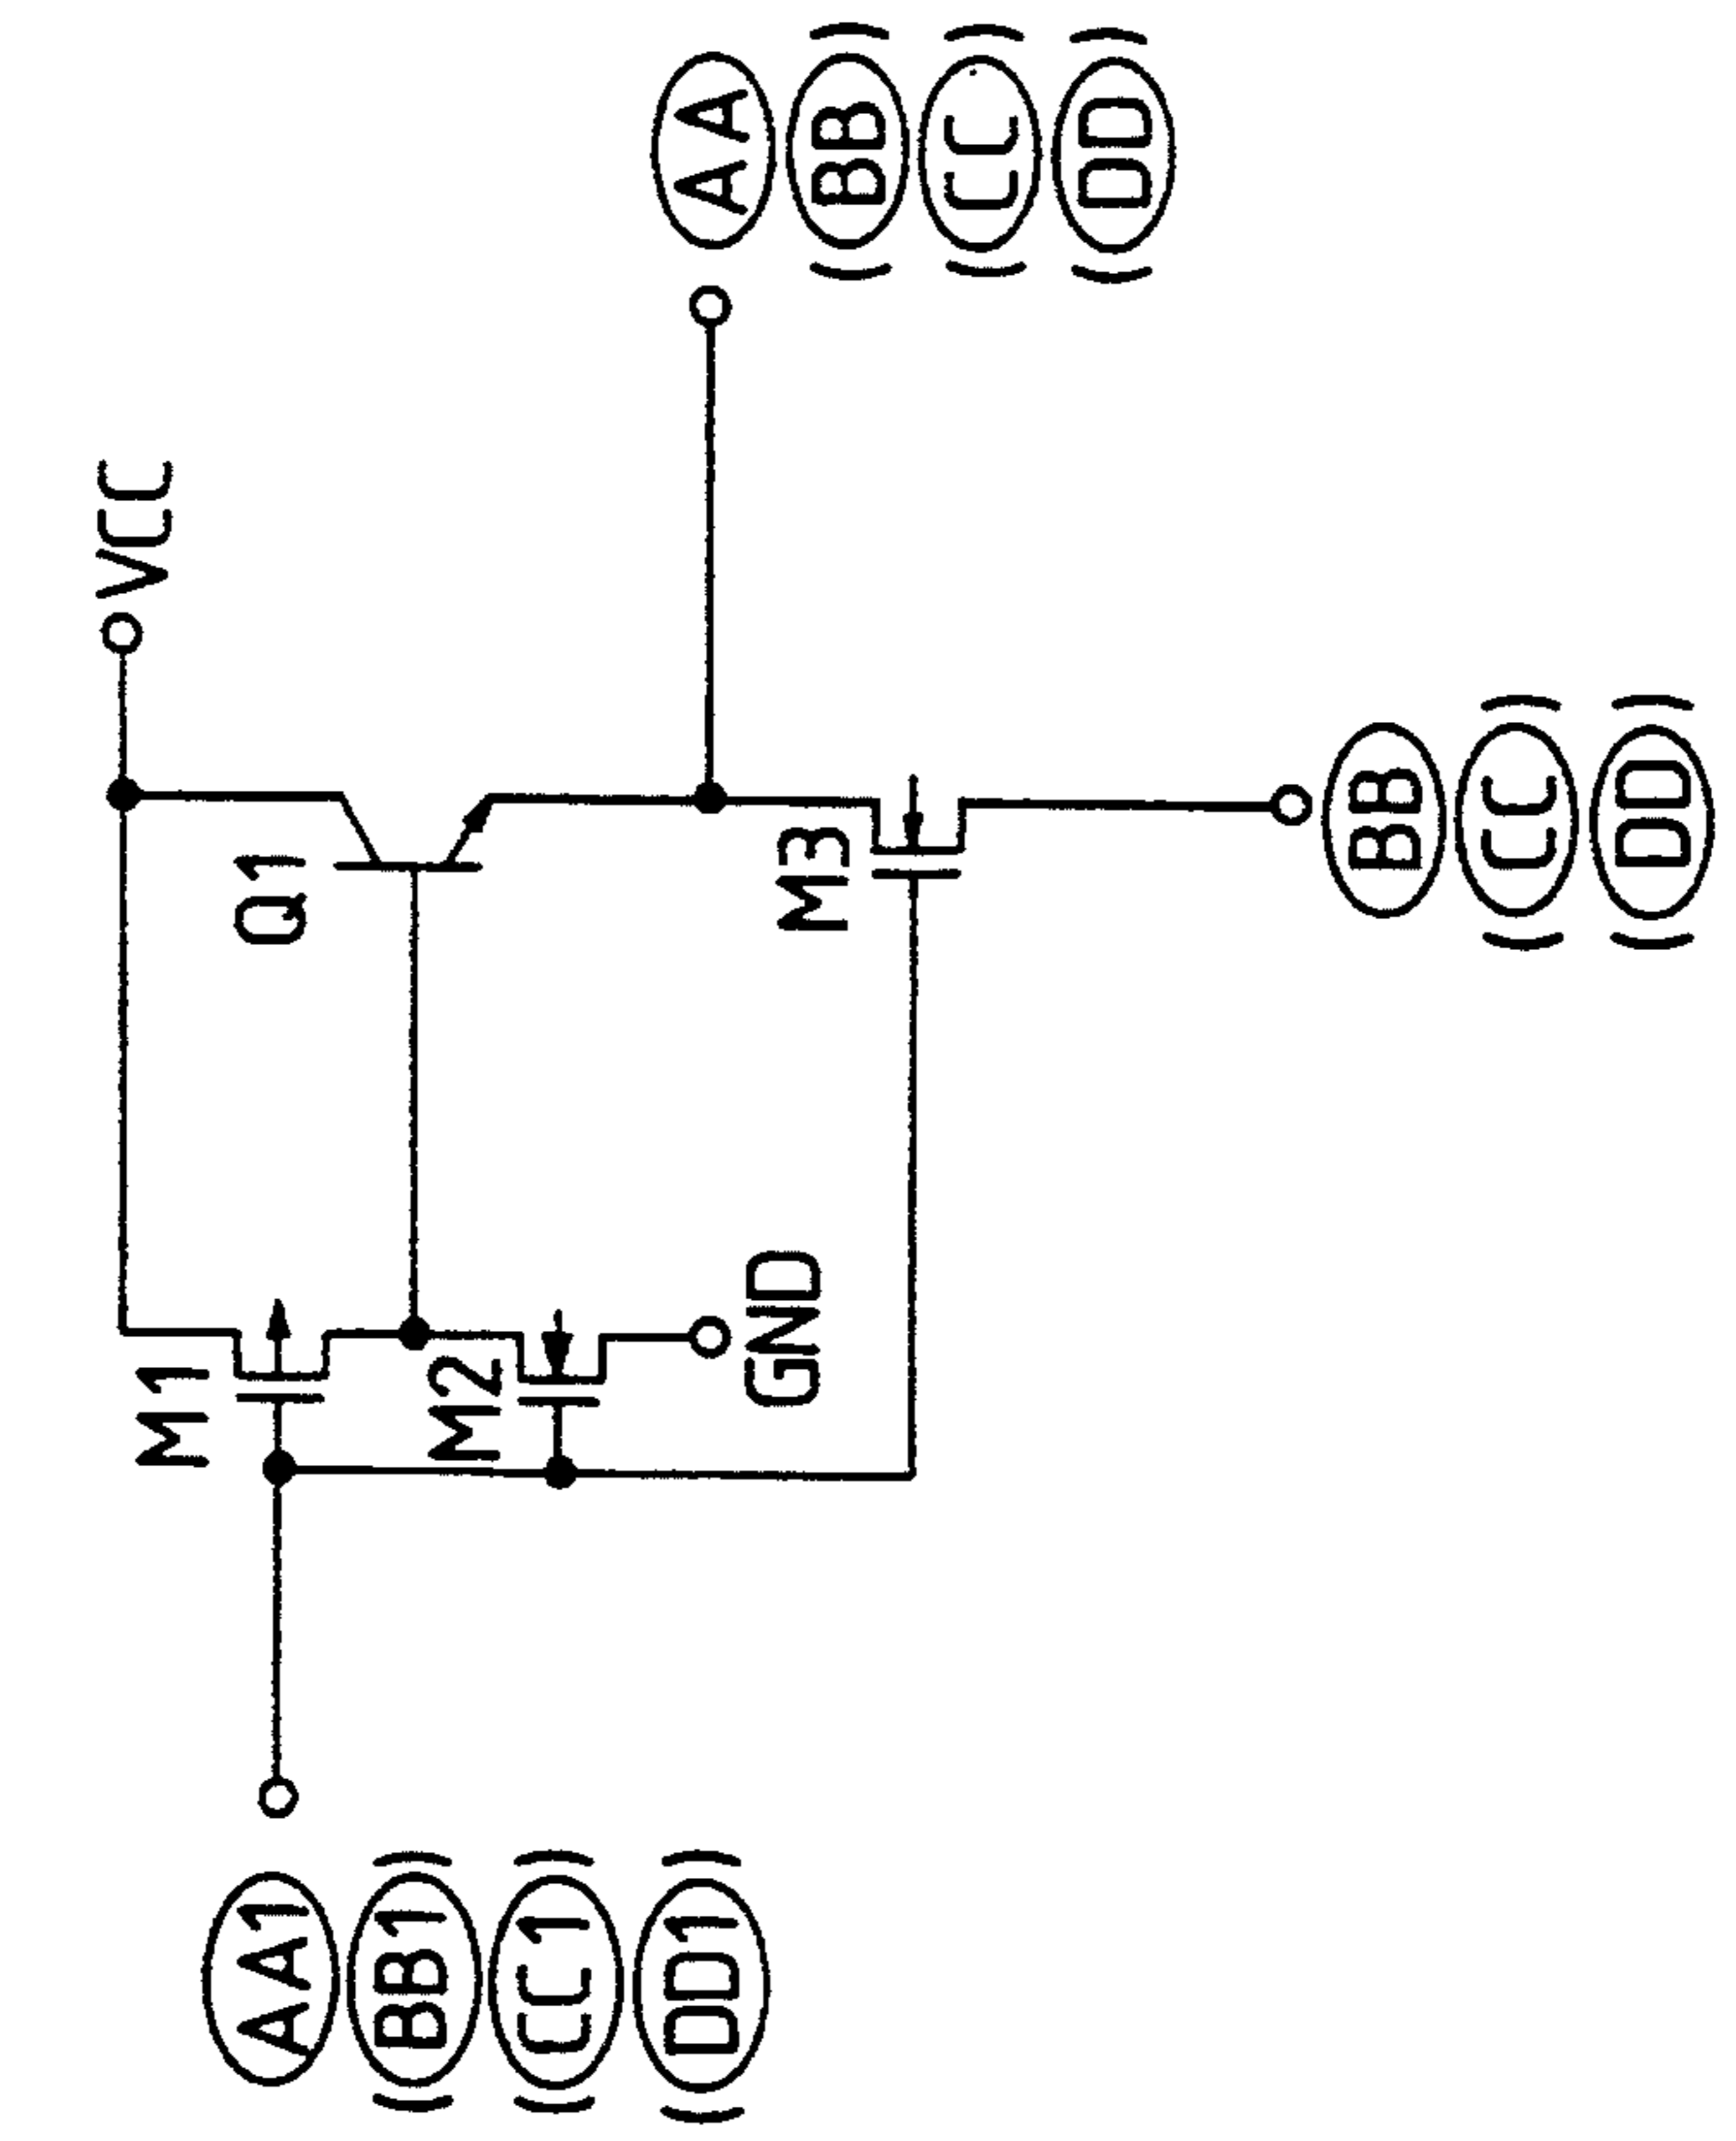 VCC
M1
Q1
AA1
(BB1)
M2
(CC1)
(DD1)
AA
GND
M3
(BB)
(CC)
(DD)
BB
(CC)
(DD)